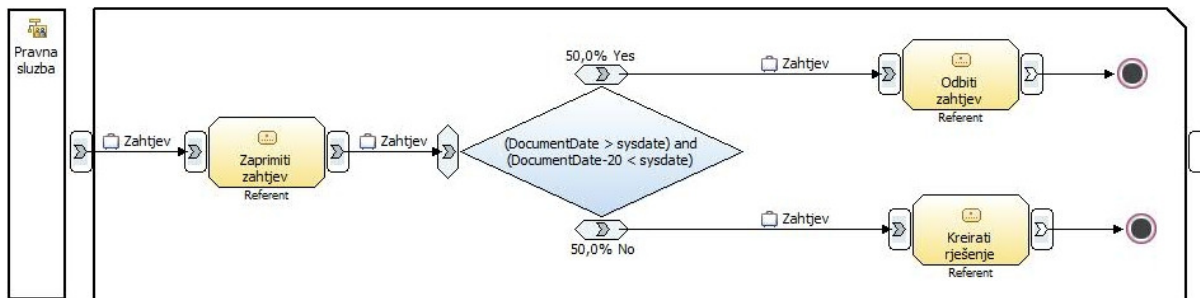 Pravna
sluzba
Zahtjev
Zaprimiti
zahtjev
Referent
Zahtjev
50,0% Yes
(DocumentDate > sysdate) and
(DocumentDate-20 < sysdate)
50,0% No
Zahtjev
Odbiti
zahtjev
Referent
Zahtjev
Kreirati
rješenje
Referent